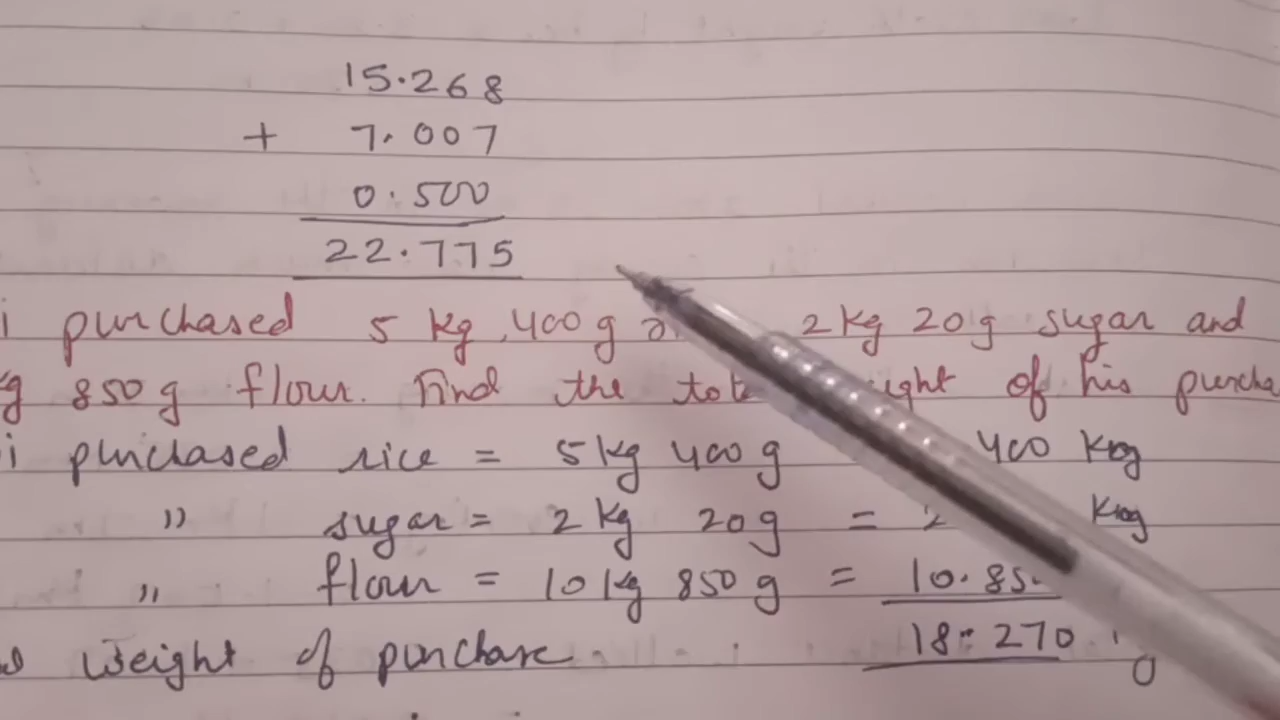 15.268
+ 7.007
0.500
22.775
i purchased 5 kg 400 g 2 kg 20 g sugar and
kg 850 g flour. Find the of his
i purchased rice = 5 kg 400 g 400 kg
" sugar = 2 kg 20 g = 2 kg
" flour = 10 kg 850 g = 10.85
18.270
weight of purchase